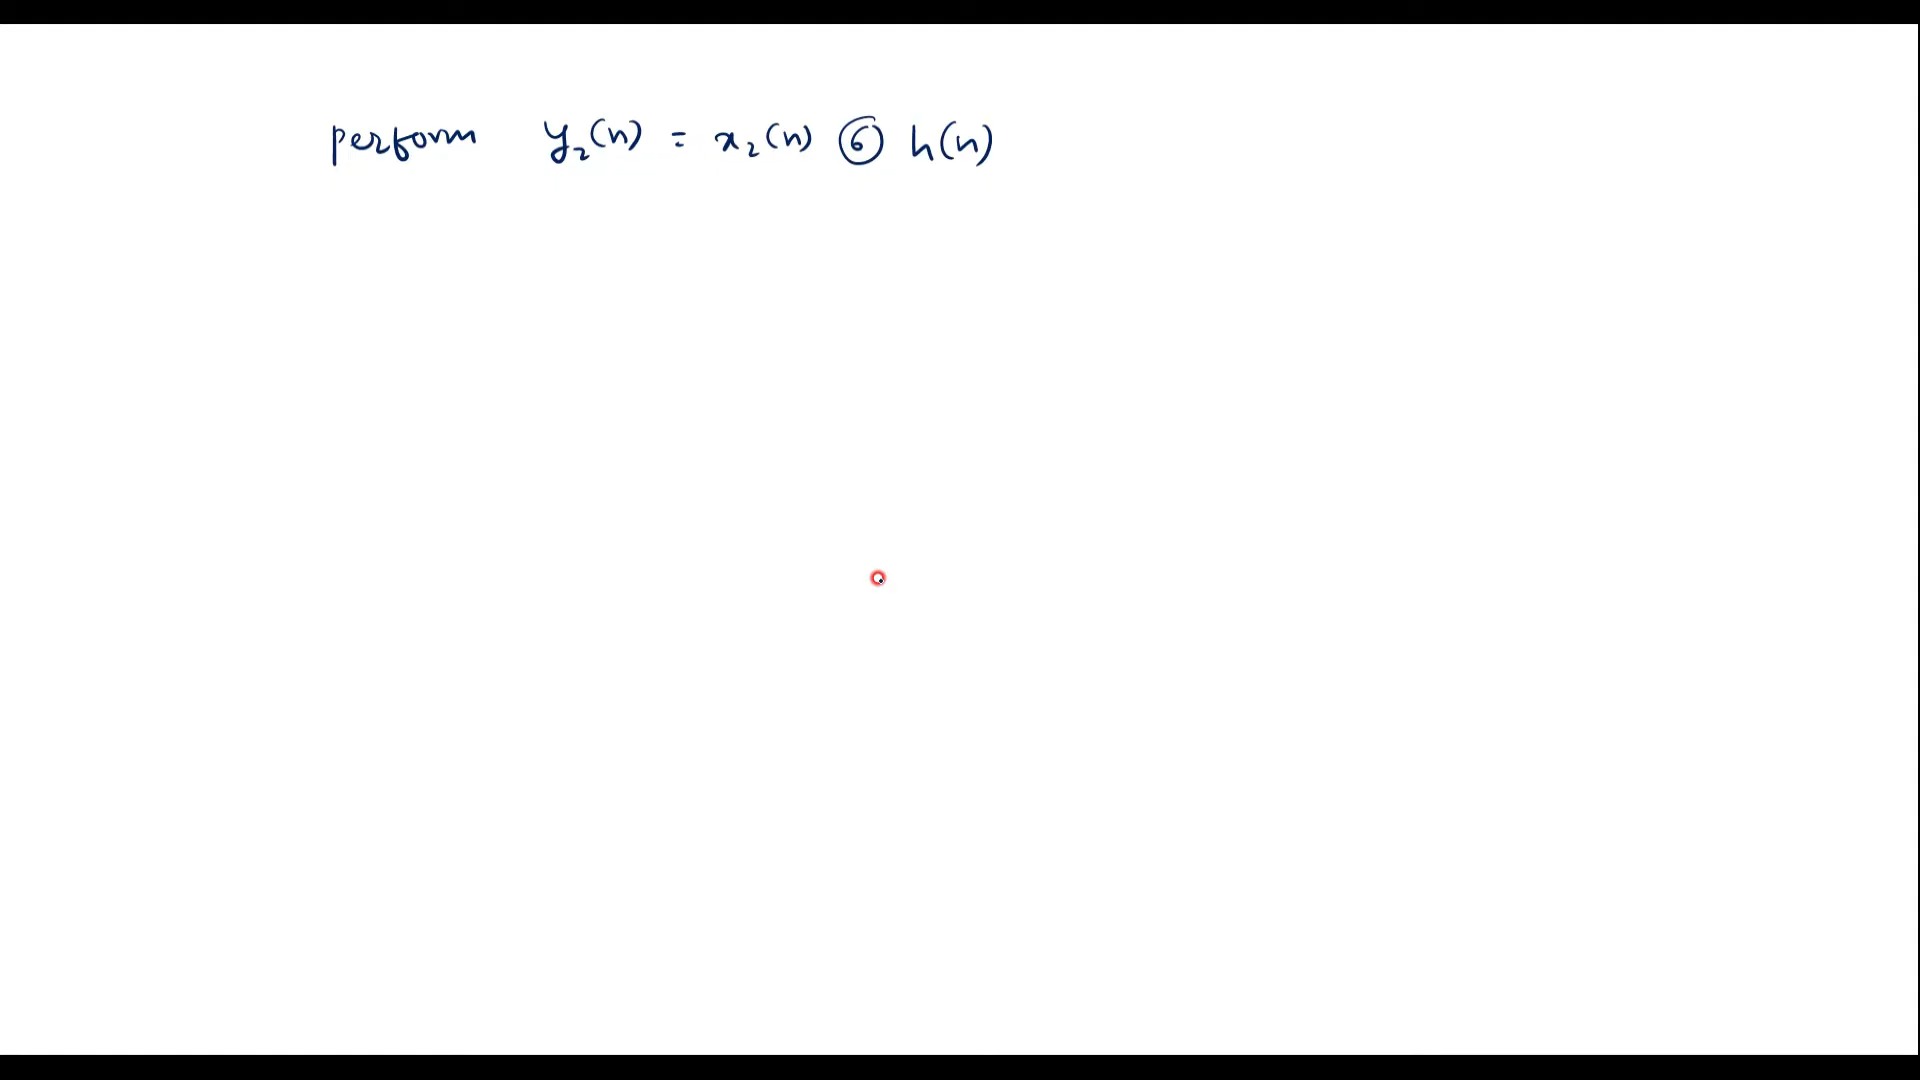 perform y₂(n) = x₂(n) ⑥ h(n)